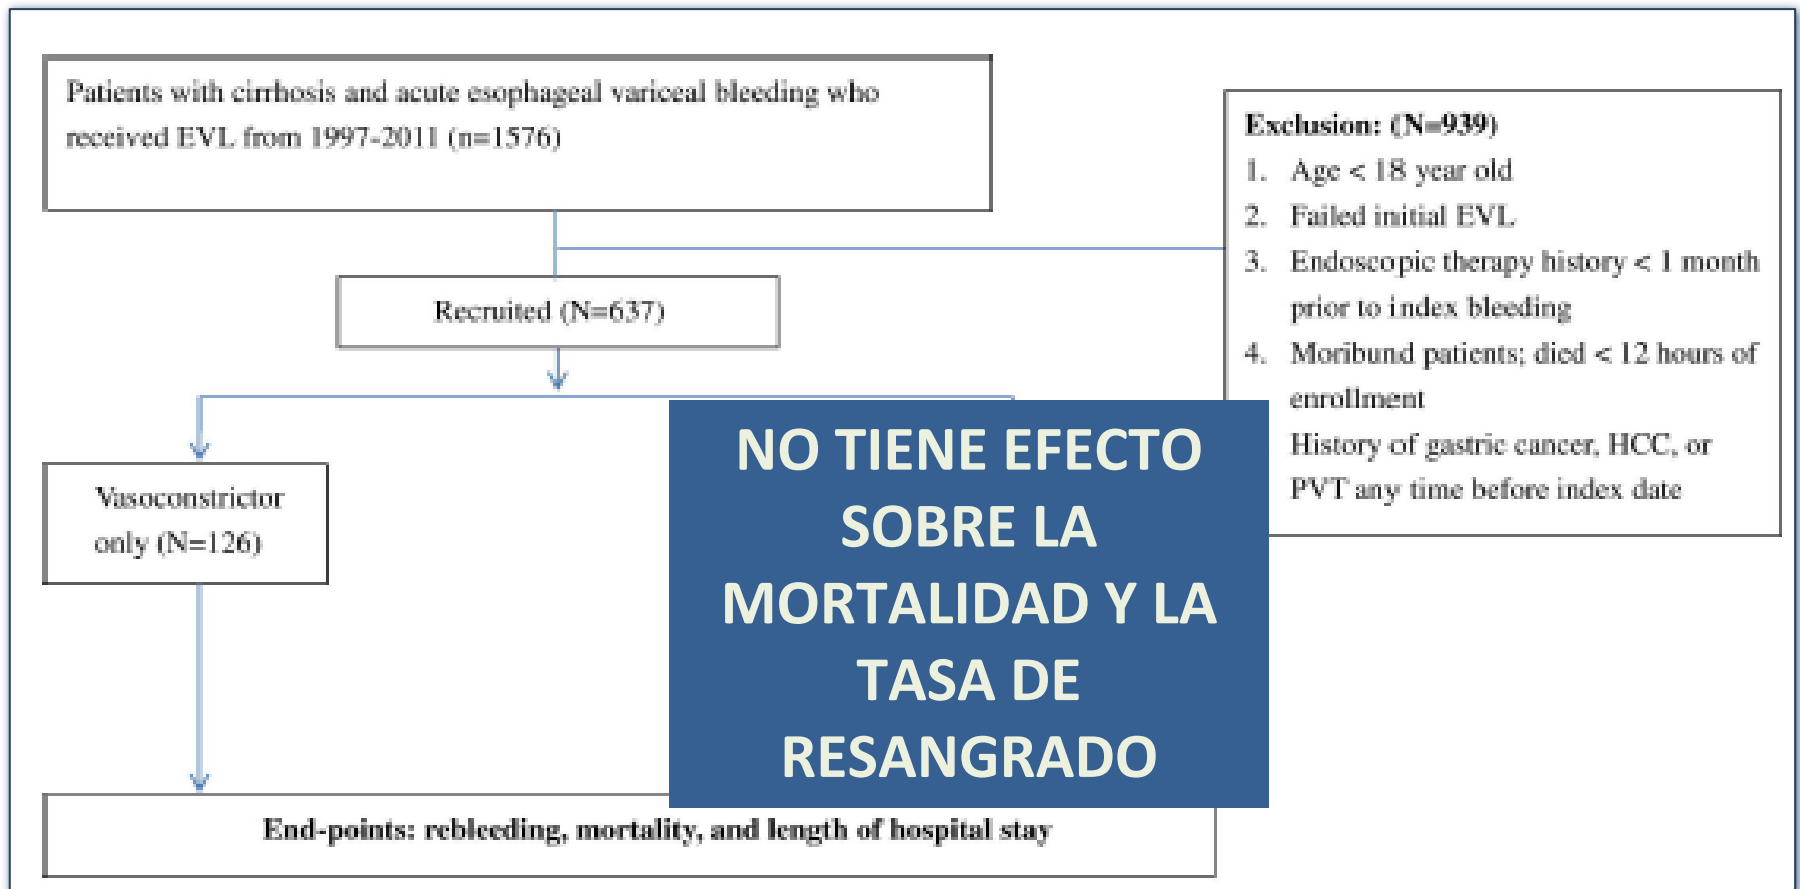 Patients with cirrhosis and acute esophageal variceal bleeding who
received EVL from 1997-2011 (n=1576)
Exclusion: (N=939)
1. Age < 18 year old
2. Failed initial EVL
3. Endoscopic therapy history < 1 month
prior to index bleeding
4. Moribund patients; died < 12 hours of
enrollment
History of gastric cancer, HCC, or
PVT any time before index date
Recruited (N=637)
Vasoconstrictor
only (N=126)
NO TIENE EFECTO
SOBRE LA
MORTALIDAD Y LA
TASA DE
RESANGRADO
End-points: rebleeding, mortality, and length of hospital stay